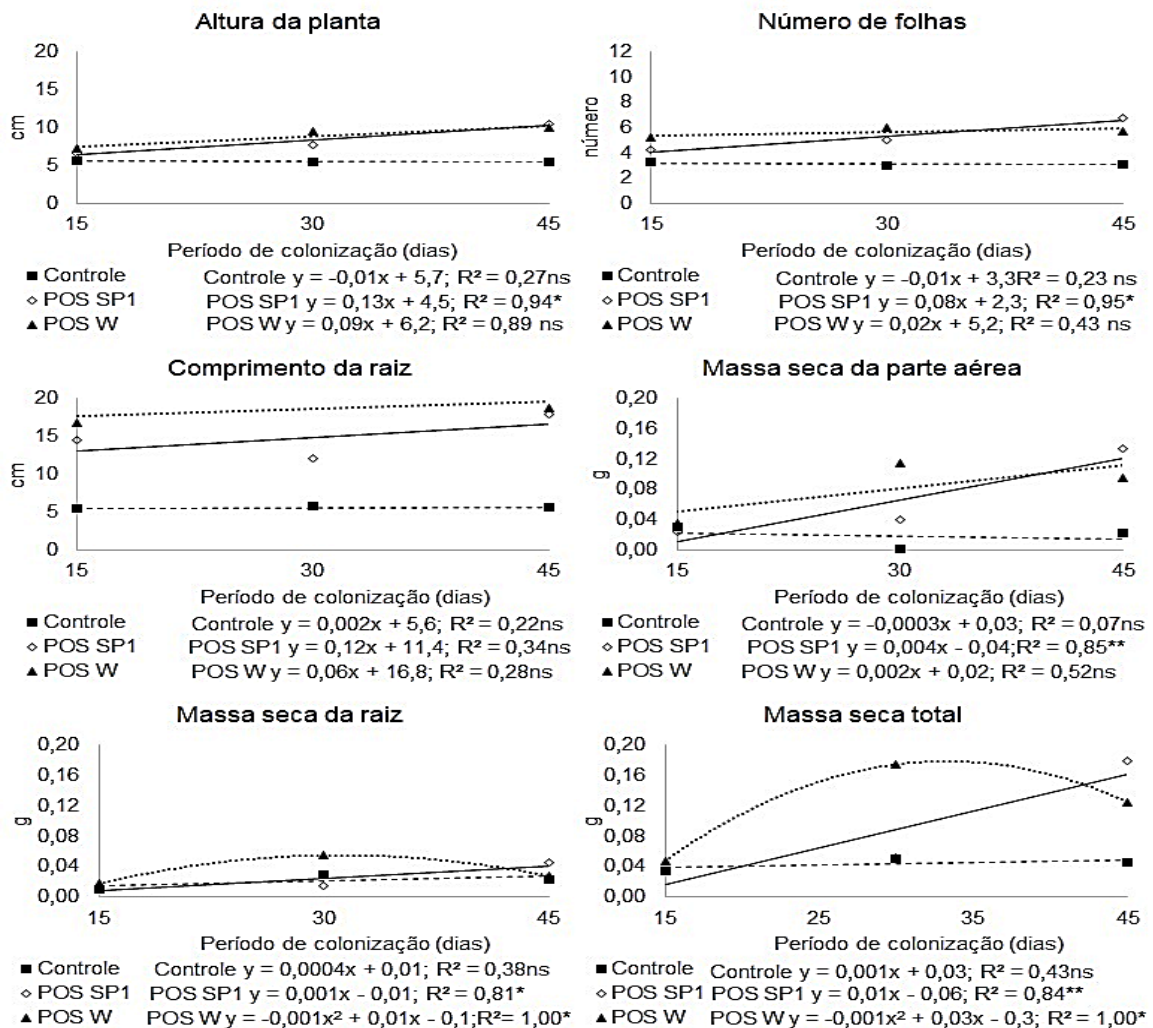 Altura da planta
20
15
10
5
0
cm
15 30 45
Período de colonização (dias)
■ Controle Controle y = -0,01x + 5,7; R² = 0,27ns
◇ POS SP1 POS SP1 y = 0,13x + 4,5; R² = 0,94*
▲ POS W POS W y = 0,09x + 6,2; R² = 0,89 ns
Número de folhas
12
10
8
6
4
2
0
número
15 30 45
Período de colonização (dias)
■ Controle Controle y = -0,01x + 3,3R² = 0,23 ns
◇ POS SP1 POS SP1 y = 0,08x + 2,3; R² = 0,95*
▲ POS W POS W y = 0,02x + 5,2; R² = 0,43 ns
Comprimento da raiz
20
15
10
5
0
cm
15 30 45
Período de colonização (dias)
■ Controle Controle y = 0,002x + 5,6; R² = 0,22ns
◇ POS SP1 POS SP1 y = 0,12x + 11,4; R² = 0,34ns
▲ POS W POS W y = 0,06x + 16,8; R² = 0,28ns
Massa seca da parte aérea
0,20
0,16
0,12
0,08
0,04
0,00
g
15 30 45
Período de colonização (dias)
■ Controle Controle y = -0,0003x + 0,03; R² = 0,07ns
◇ POS SP1 POS SP1 y = 0,004x - 0,04;R² = 0,85**
▲ POS W POS W y = 0,002x + 0,02; R² = 0,52ns
Massa seca da raiz
0,20
0,16
0,12
0,08
0,04
0,00
g
15 30 45
Período de colonização (dias)
■ Controle Controle y = 0,0004x + 0,01; R² = 0,38ns
◇ POS SP1 POS SP1 y = 0,001x - 0,01; R² = 0,81*
▲ POS W POS W y = -0,001x² + 0,01x - 0,1;R²= 1,00*
Massa seca total
0,20
0,16
0,12
0,08
0,04
0,00
g
15 25 35 45
Período de colonização (dias)
■ Controle Controle y = 0,001x + 0,03; R² = 0,43ns
◇ POS SP1 POS SP1 y = 0,01x - 0,06; R² = 0,84**
▲ POS W POS W y = -0,001x² + 0,03x - 0,3; R² = 1,00*